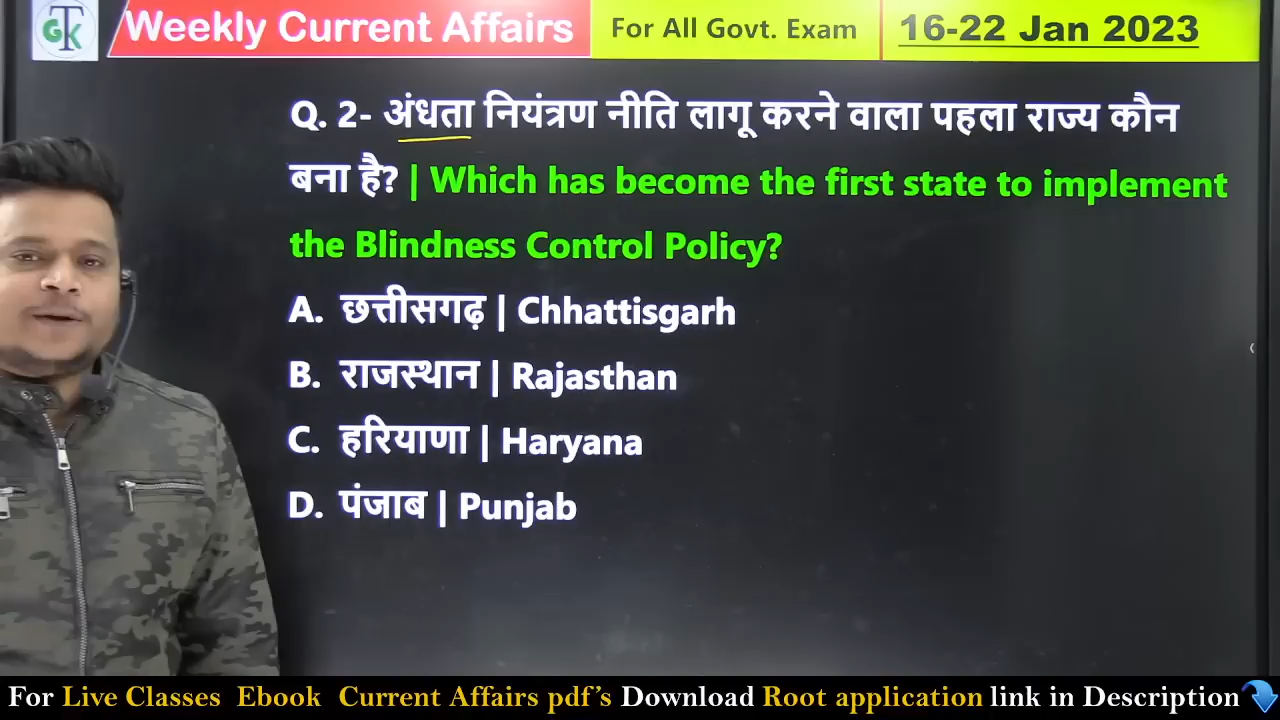 GTK
Weekly Current Affairs
For All Govt. Exam
16-22 Jan 2023
Q. 2- अंधता नियंत्रण नीति लागू करने वाला पहला राज्य कौन
बना है? | Which has become the first state to implement
the Blindness Control Policy?
A. छत्तीसगढ़ | Chhattisgarh
B. राजस्थान | Rajasthan
C. हरियाणा | Haryana
D. पंजाब | Punjab
For Live Classes Ebook Current Affairs pdf's Download Root application link in Description